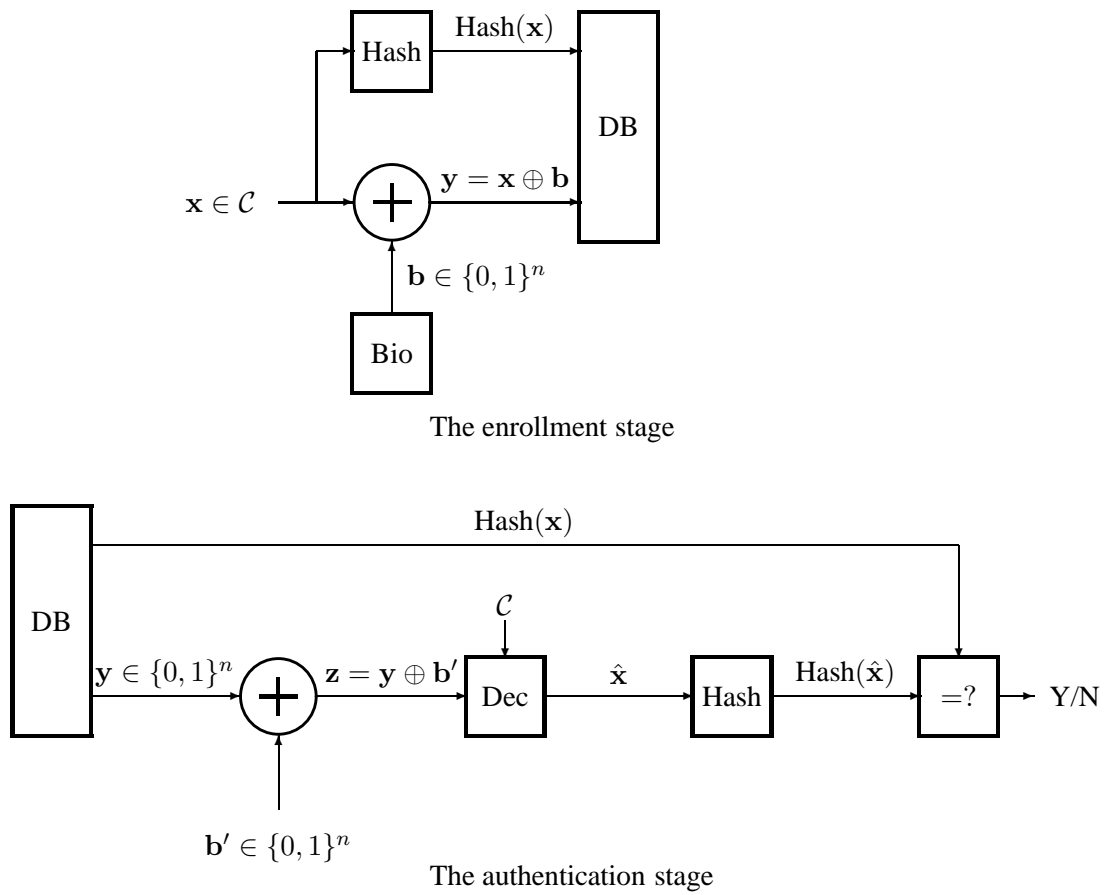 Hash(x)
Hash
DB
y = x ⊕ b
x ∈ C
b ∈ {0, 1}^n
Bio
The enrollment stage
Hash(x)
DB
C
y ∈ {0, 1}^n
z = y ⊕ b′
Dec
x̂
Hash
Hash(x̂)
=?
Y/N
b′ ∈ {0, 1}^n
The authentication stage